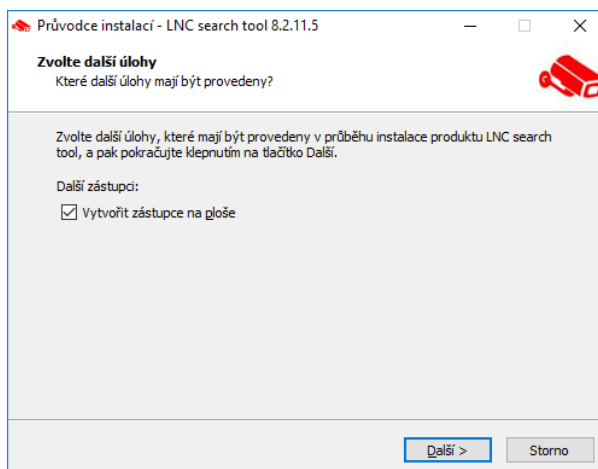 Průvodce instalací - LNC search tool 8.2.11.5
Zvolte další úlohy
Které další úlohy mají být provedeny?
Zvolte další úlohy, které mají být provedeny v průběhu instalace produktu LNC search
tool, a pak pokračujte klepnutím na tlačítko Další.
Další zástupci:
Vytvořit zástupce na ploše
Další >
Storno